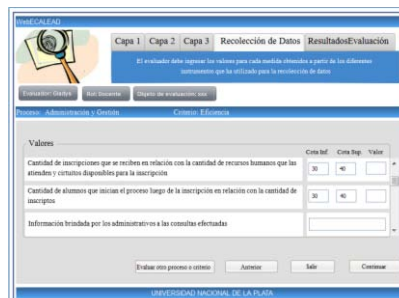 WebECALEAD
Capa 1 Capa 2 Capa 3 Recolección de Datos ResultadosEvaluación
El evaluador debe ingresar los valores para cada medida obtenidos a partir de los diferentes
instrumentos que ha utilizado para la recolección de datos
Evaluador: Gladys Rol: Docente Objeto de evaluación: sea
Proceso: Administración y Gestión Criterio: Eficiencia
Valores
Cota Inf. Cota Sup. Valor
Cantidad de inscripciones que se reciben en relación con la cantidad de recursos humanos que las
atienden y cirtuitos disponibles para la inscripción 30 40
Cantidad de alumnos que inician el proceso luego de la inscripción en relación con la cantidad de
inscriptos 30 40
Información brindada por los administrativos a las consultas efectuadas
Evaluar otro proceso o criterio Anterior Salir Continuar
UNIVERSIDAD NACIONAL DE LA PLATA